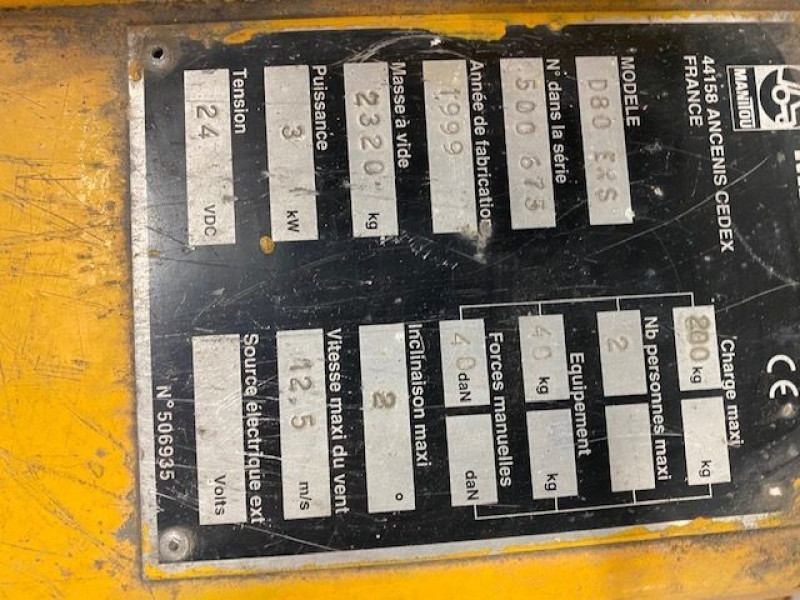 MANITOU
CE
44158 ANCENIS CEDEX
FRANCE
MODELE
D80 EXS
N° dans la série
500 675
Année de fabrication
1999
Masse à vide
2320 kg
Puissance
3 kW
Tension
24 VDC
Charge maxi
200 kg kg
Nb personnes maxi
2
Equipement
40 kg kg
Forces manuelles
40 daN daN
Inclinaison maxi
2 °
Vitesse maxi du vent
12,5 m/s
Source électrique ext
Volts
N° 506935